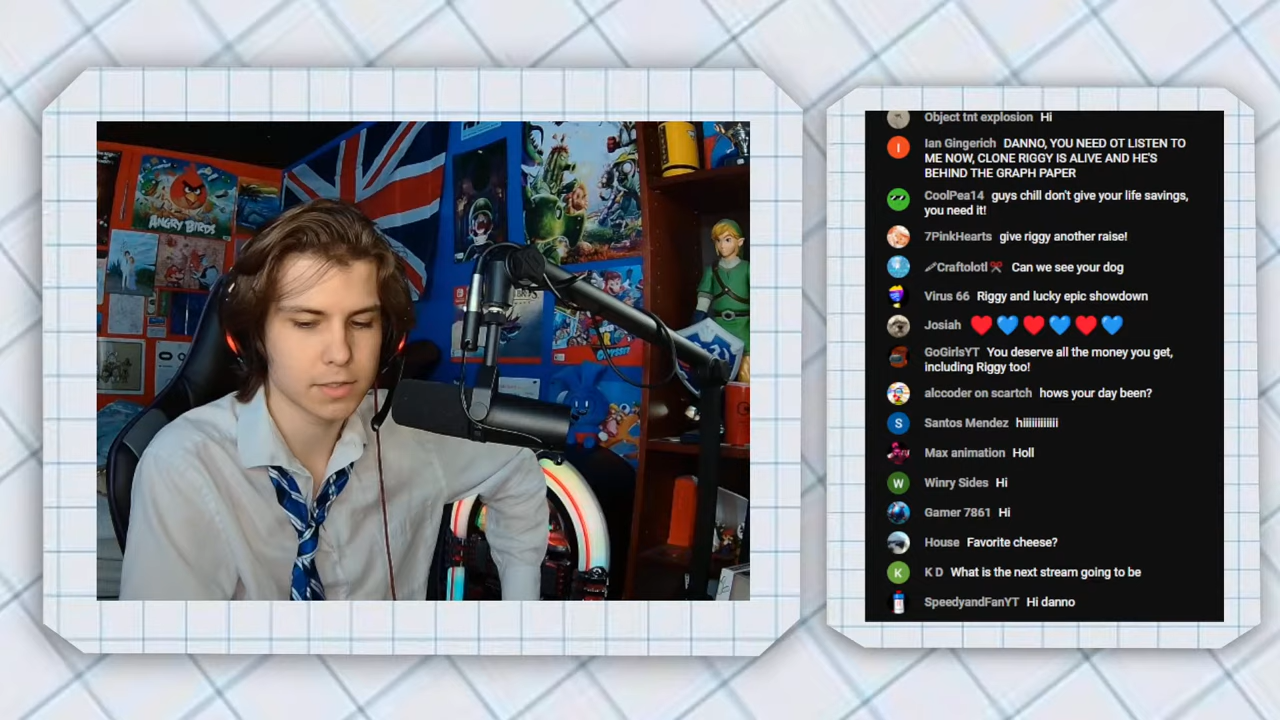 ANGRY BIRDS
ODYSSEY
Object tnt explosion Hi
Ian Gingerich DANNO, YOU NEED OT LISTEN TO
ME NOW, CLONE RIGGY IS ALIVE AND HE'S
BEHIND THE GRAPH PAPER
CoolPea14 guys chill don't give your life savings,
you need it!
7PinkHearts give riggy another raise!
🗡Craftolotl✂️ Can we see your dog
Virus 66 Riggy and lucky epic showdown
Josiah ❤️💙❤️💙❤️💙
GoGirlsYT You deserve all the money you get,
including Riggy too!
alccoder on scartch hows your day been?
Santos Mendez hiiiiiiiiiiiii
Max animation Holl
Winry Sides Hi
Gamer 7861 Hi
House Favorite cheese?
K D What is the next stream going to be
SpeedyandFanYT Hi danno